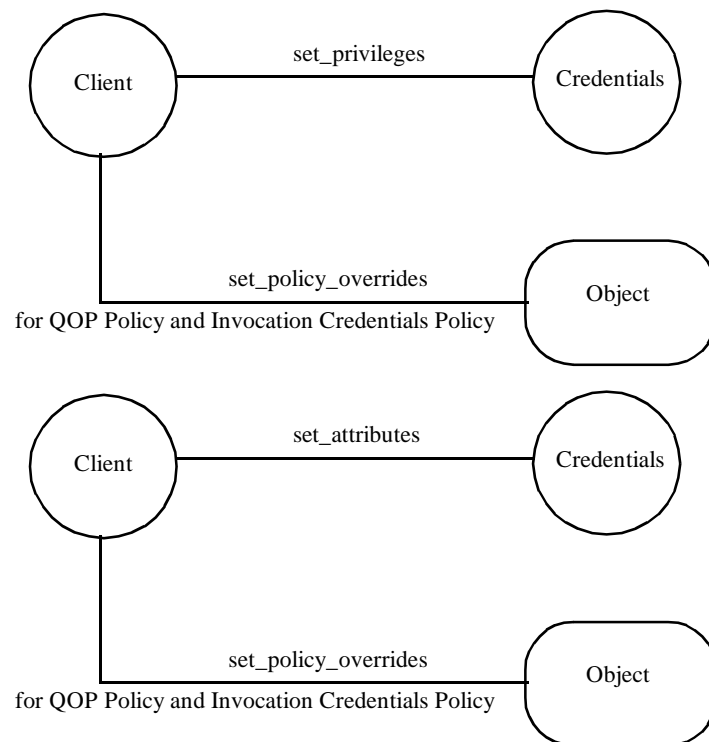 set_privileges
Client
Credentials
set_policy_overrides
Object
for QOP Policy and Invocation Credentials Policy
set_attributes
Client
Credentials
set_policy_overrides
Object
for QOP Policy and Invocation Credentials Policy